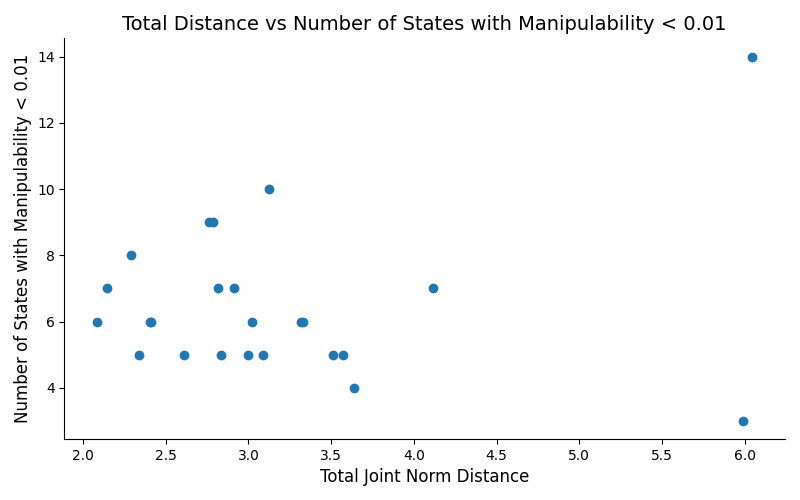 Total Distance vs Number of States with Manipulability < 0.01
Number of States with Manipulability < 0.01
14
12
10
8
6
4
2.0 2.5 3.0 3.5 4.0 4.5 5.0 5.5 6.0
Total Joint Norm Distance